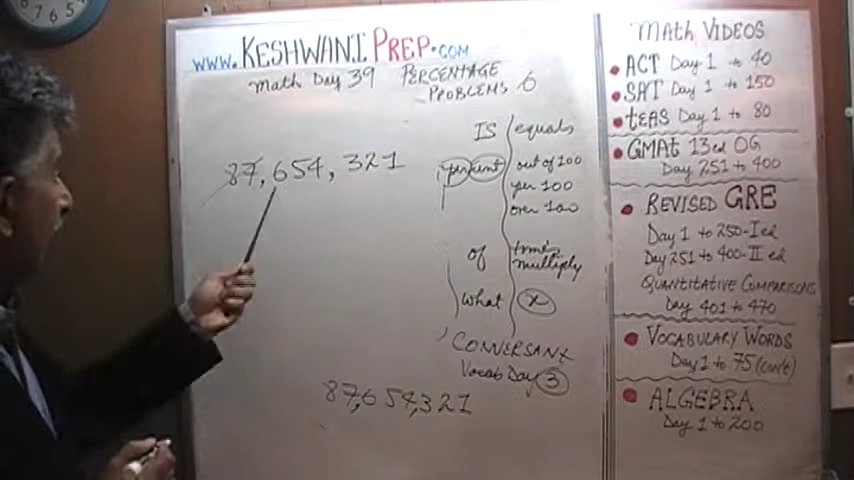 www.KESHWANIPREP.COM
Math Day 39 PERCENTAGE PROBLEMS 6
87,654,321
IS equals
percent out of 100
per 100
over 100
of times
multiply
what x
CONVERSANT
Vocab Day 3
87,654,321
MATH VIDEOS
ACT Day 1 to 40
SAT Day 1 to 150
tEAS Day 1 to 80
GMAt 13ed OG
Day 251 to 400
REVISED GRE
Day 1 to 250-I ed
Day 251 to 400-II ed
QUANTITATIVE COMPARISONS
Day 401 to 470
VOCABULARY WORDS
Day 1 to 75 (con't)
ALGEBRA
Day 1 to 200